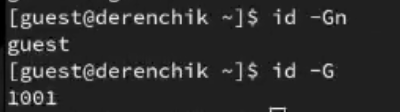 [guest@derenchik ~]$ id -Gn
guest
[guest@derenchik ~]$ id -G
1001